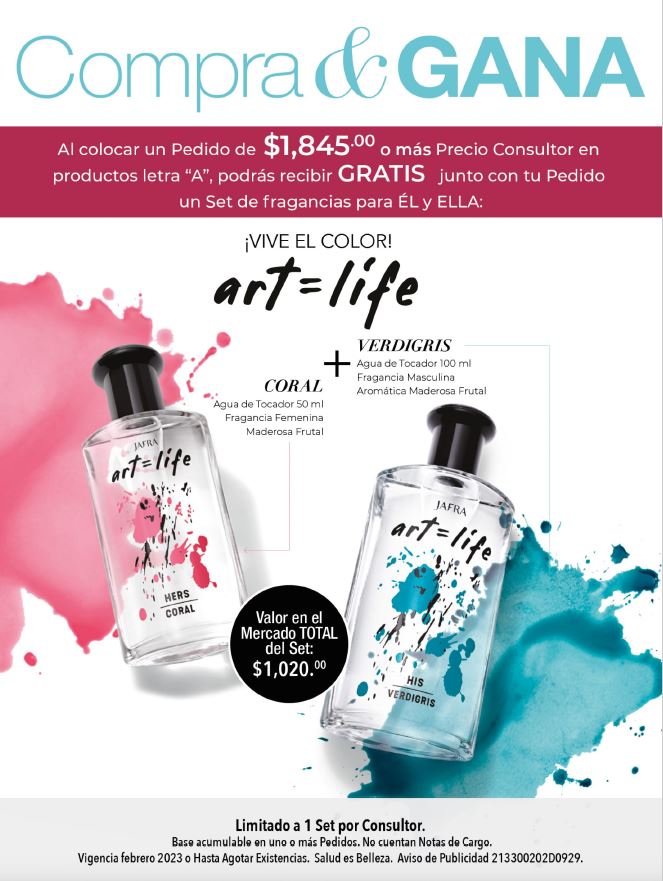 Compra & GANA
Al colocar un Pedido de $1,845.00 o más Precio Consultor en
productos letra “A”, podrás recibir GRATIS junto con tu Pedido
un Set de fragancias para ÉL y ELLA:
¡VIVE EL COLOR!
art=life
VERDIGRIS
Agua de Tocador 100 ml
Fragancia Masculina
Aromática Maderosa Frutal
+
CORAL
Agua de Tocador 50 ml
Fragancia Femenina
Maderosa Frutal
JAFRA
art=life
HERS
CORAL
JAFRA
art=life
HIS
VERDIGRIS
Valor en el
Mercado TOTAL
del Set:
$1,020.00
Limitado a 1 Set por Consultor.
Base acumulable en uno o más Pedidos. No cuentan Notas de Cargo.
Vigencia febrero 2023 o Hasta Agotar Existencias. Salud es Belleza. Aviso de Publicidad 213300202D0929.